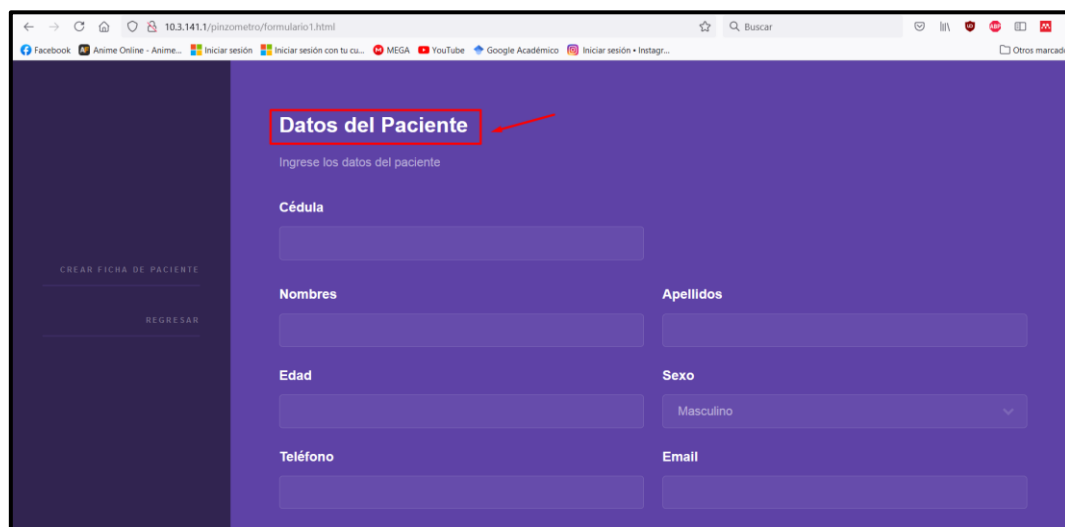 10.3.141.1/pinzometro/formulario1.html
Buscar
Facebook Anime Online - Anime... Iniciar sesión Iniciar sesión con tu cu... MEGA YouTube Google Académico Iniciar sesión • Instagr... Otros marcado
Datos del Paciente
Ingrese los datos del paciente
Cédula
CREAR FICHA DE PACIENTE
REGRESAR
Nombres Apellidos
Edad Sexo
Masculino
Teléfono Email